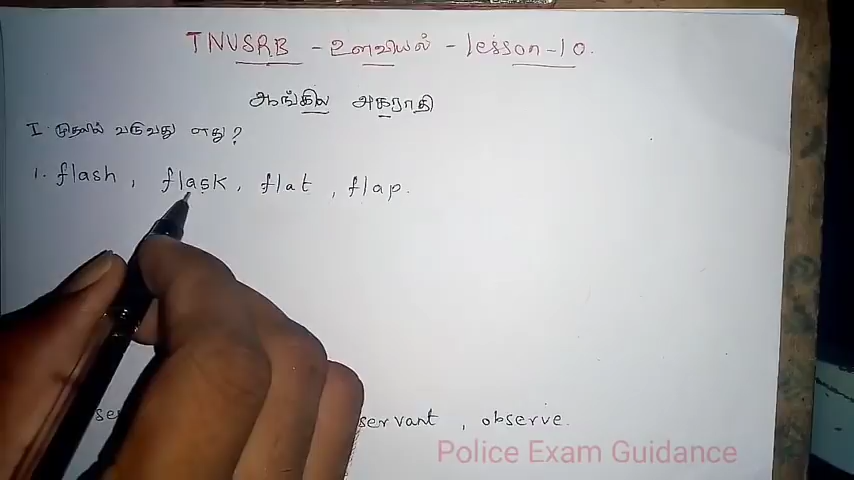 TNUSRB - உளவியல் - lesson-10.
ஆங்கில அகராதி
I. முதலில் வருவது எது?
1. flash, flask, flat, flap.
servant, observe.
Police Exam Guidance